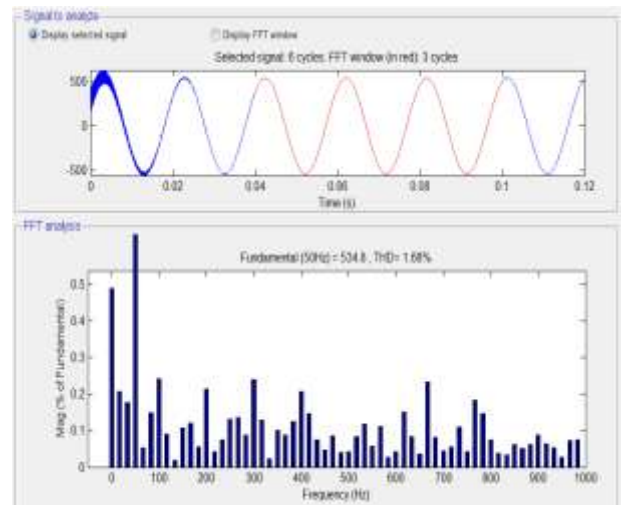 Signal to analyze
Display selected signal Display FFT window
Selected signal: 6 cycles. FFT window (in red): 3 cycles
500
0
-500
0 0.02 0.04 0.06 0.08 0.1 0.12
Time (s)
FFT analysis
Fundamental (50Hz) = 534.8 , THD= 1.68%
0.5
0.4
0.3
0.2
0.1
0
Mag (% of Fundamental)
0 100 200 300 400 500 600 700 800 900 1000
Frequency (Hz)